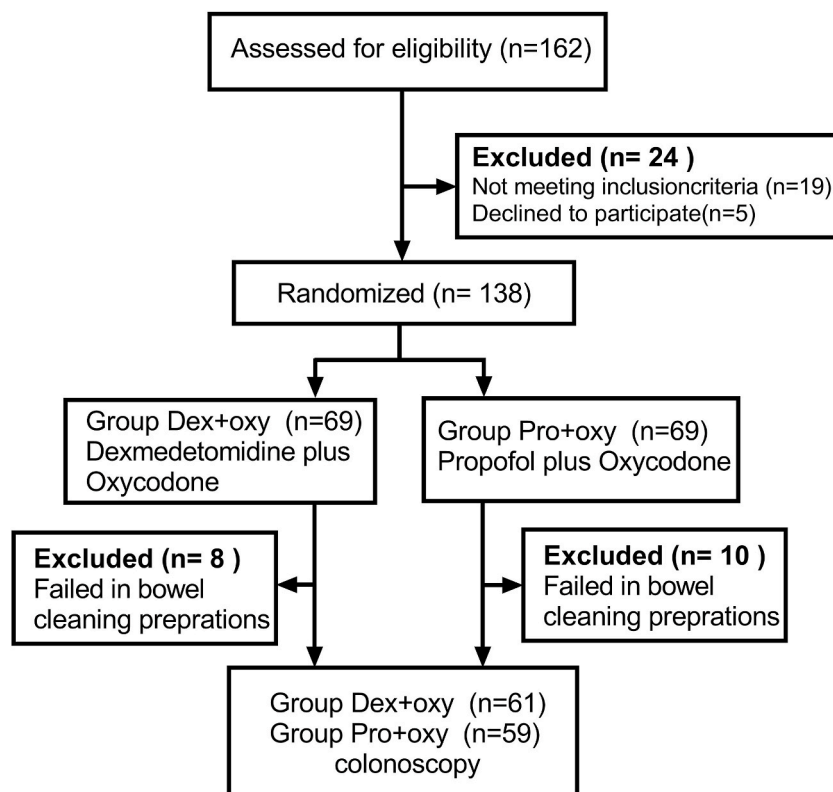 Assessed for eligibility (n=162)
Excluded (n= 24 )
Not meeting inclusioncriteria (n=19)
Declined to participate(n=5)
Randomized (n= 138)
Group Dex+oxy (n=69)
Dexmedetomidine plus
Oxycodone
Group Pro+oxy (n=69)
Propofol plus Oxycodone
Excluded (n= 8 )
Failed in bowel
cleaning preprations
Excluded (n= 10 )
Failed in bowel
cleaning preprations
Group Dex+oxy (n=61)
Group Pro+oxy (n=59)
colonoscopy